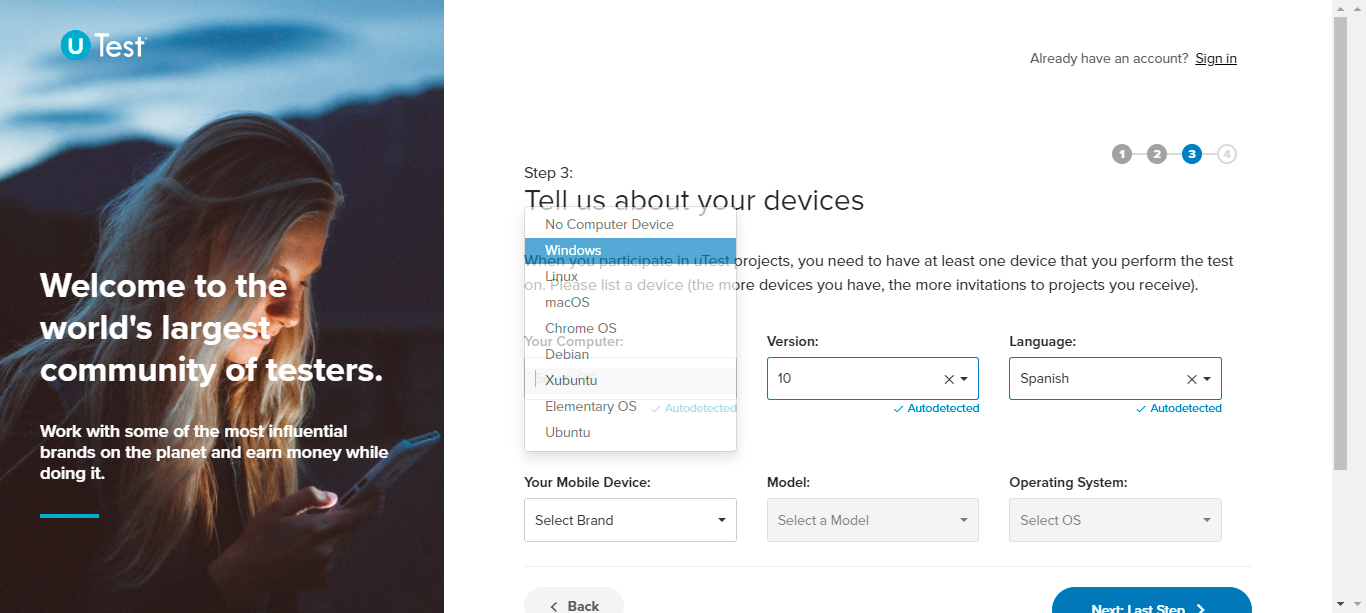 uTest
Already have an account? Sign in
1 2 3 4
Step 3:
Tell us about your devices
No Computer Device
Windows
When you participate in uTest projects, you need to have at least one device that you perform the test
Linux
on. Please list a device (the more devices you have, the more invitations to projects you receive).
macOS
Chrome OS
Your Computer:
Version:
Language:
Debian
Xubuntu
10
Spanish
Elementary OS
Autodetected
Autodetected
Autodetected
Ubuntu
Welcome to the
world's largest
community of testers.
Work with some of the most influential
brands on the planet and earn money while
doing it.
Your Mobile Device:
Model:
Operating System:
Select Brand
Select a Model
Select OS
Back
Next: Last Step